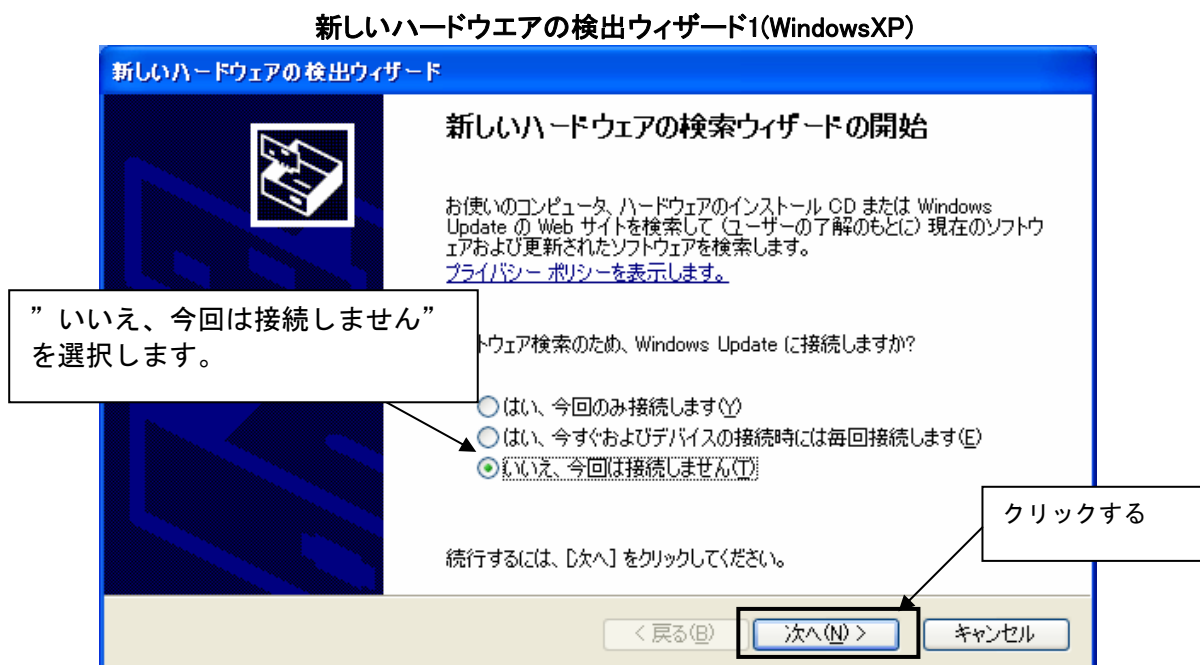 新しいハードウエアの検出ウィザード1(WindowsXP)
新しいハードウェアの検出ウィザード
新しいハードウェアの検索ウィザードの開始
お使いのコンピュータ、ハードウェアのインストール CD または Windows
Update の Web サイトを検索して (ユーザーの了解のもとに) 現在のソフトウ
ェアおよび更新されたソフトウェアを検索します。
プライバシー ポリシーを表示します。
”いいえ、今回は接続しません”
を選択します。
トウェア検索のため、Windows Update に接続しますか?
はい、今回のみ接続します(Y)
はい、今すぐおよびデバイスの接続時には毎回接続します(E)
いいえ、今回は接続しません(T)
クリックする
続行するには、[次へ] をクリックしてください。
< 戻る(B)
次へ(N) >
キャンセル